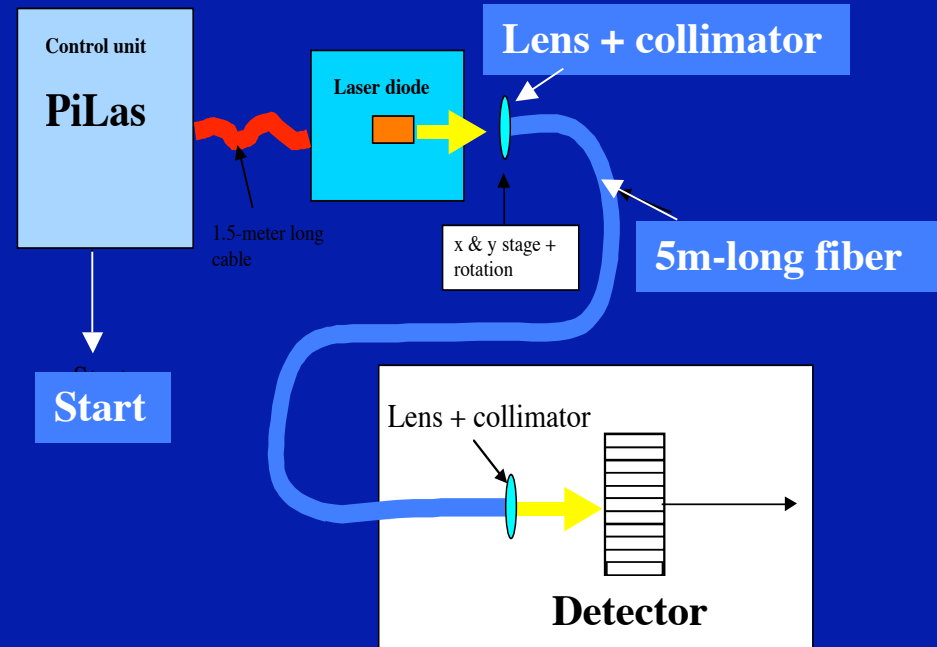 Control unit
PiLas
Laser diode
Lens + collimator
1.5-meter long
cable
x & y stage +
rotation
5m-long fiber
Start
Lens + collimator
Detector